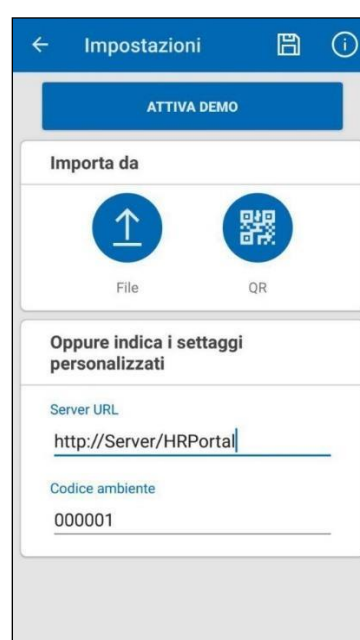 Impostazioni
ATTIVA DEMO
Importa da
File QR
Oppure indica i settaggi
personalizzati
Server URL
http://Server/HRPortal
Codice ambiente
000001